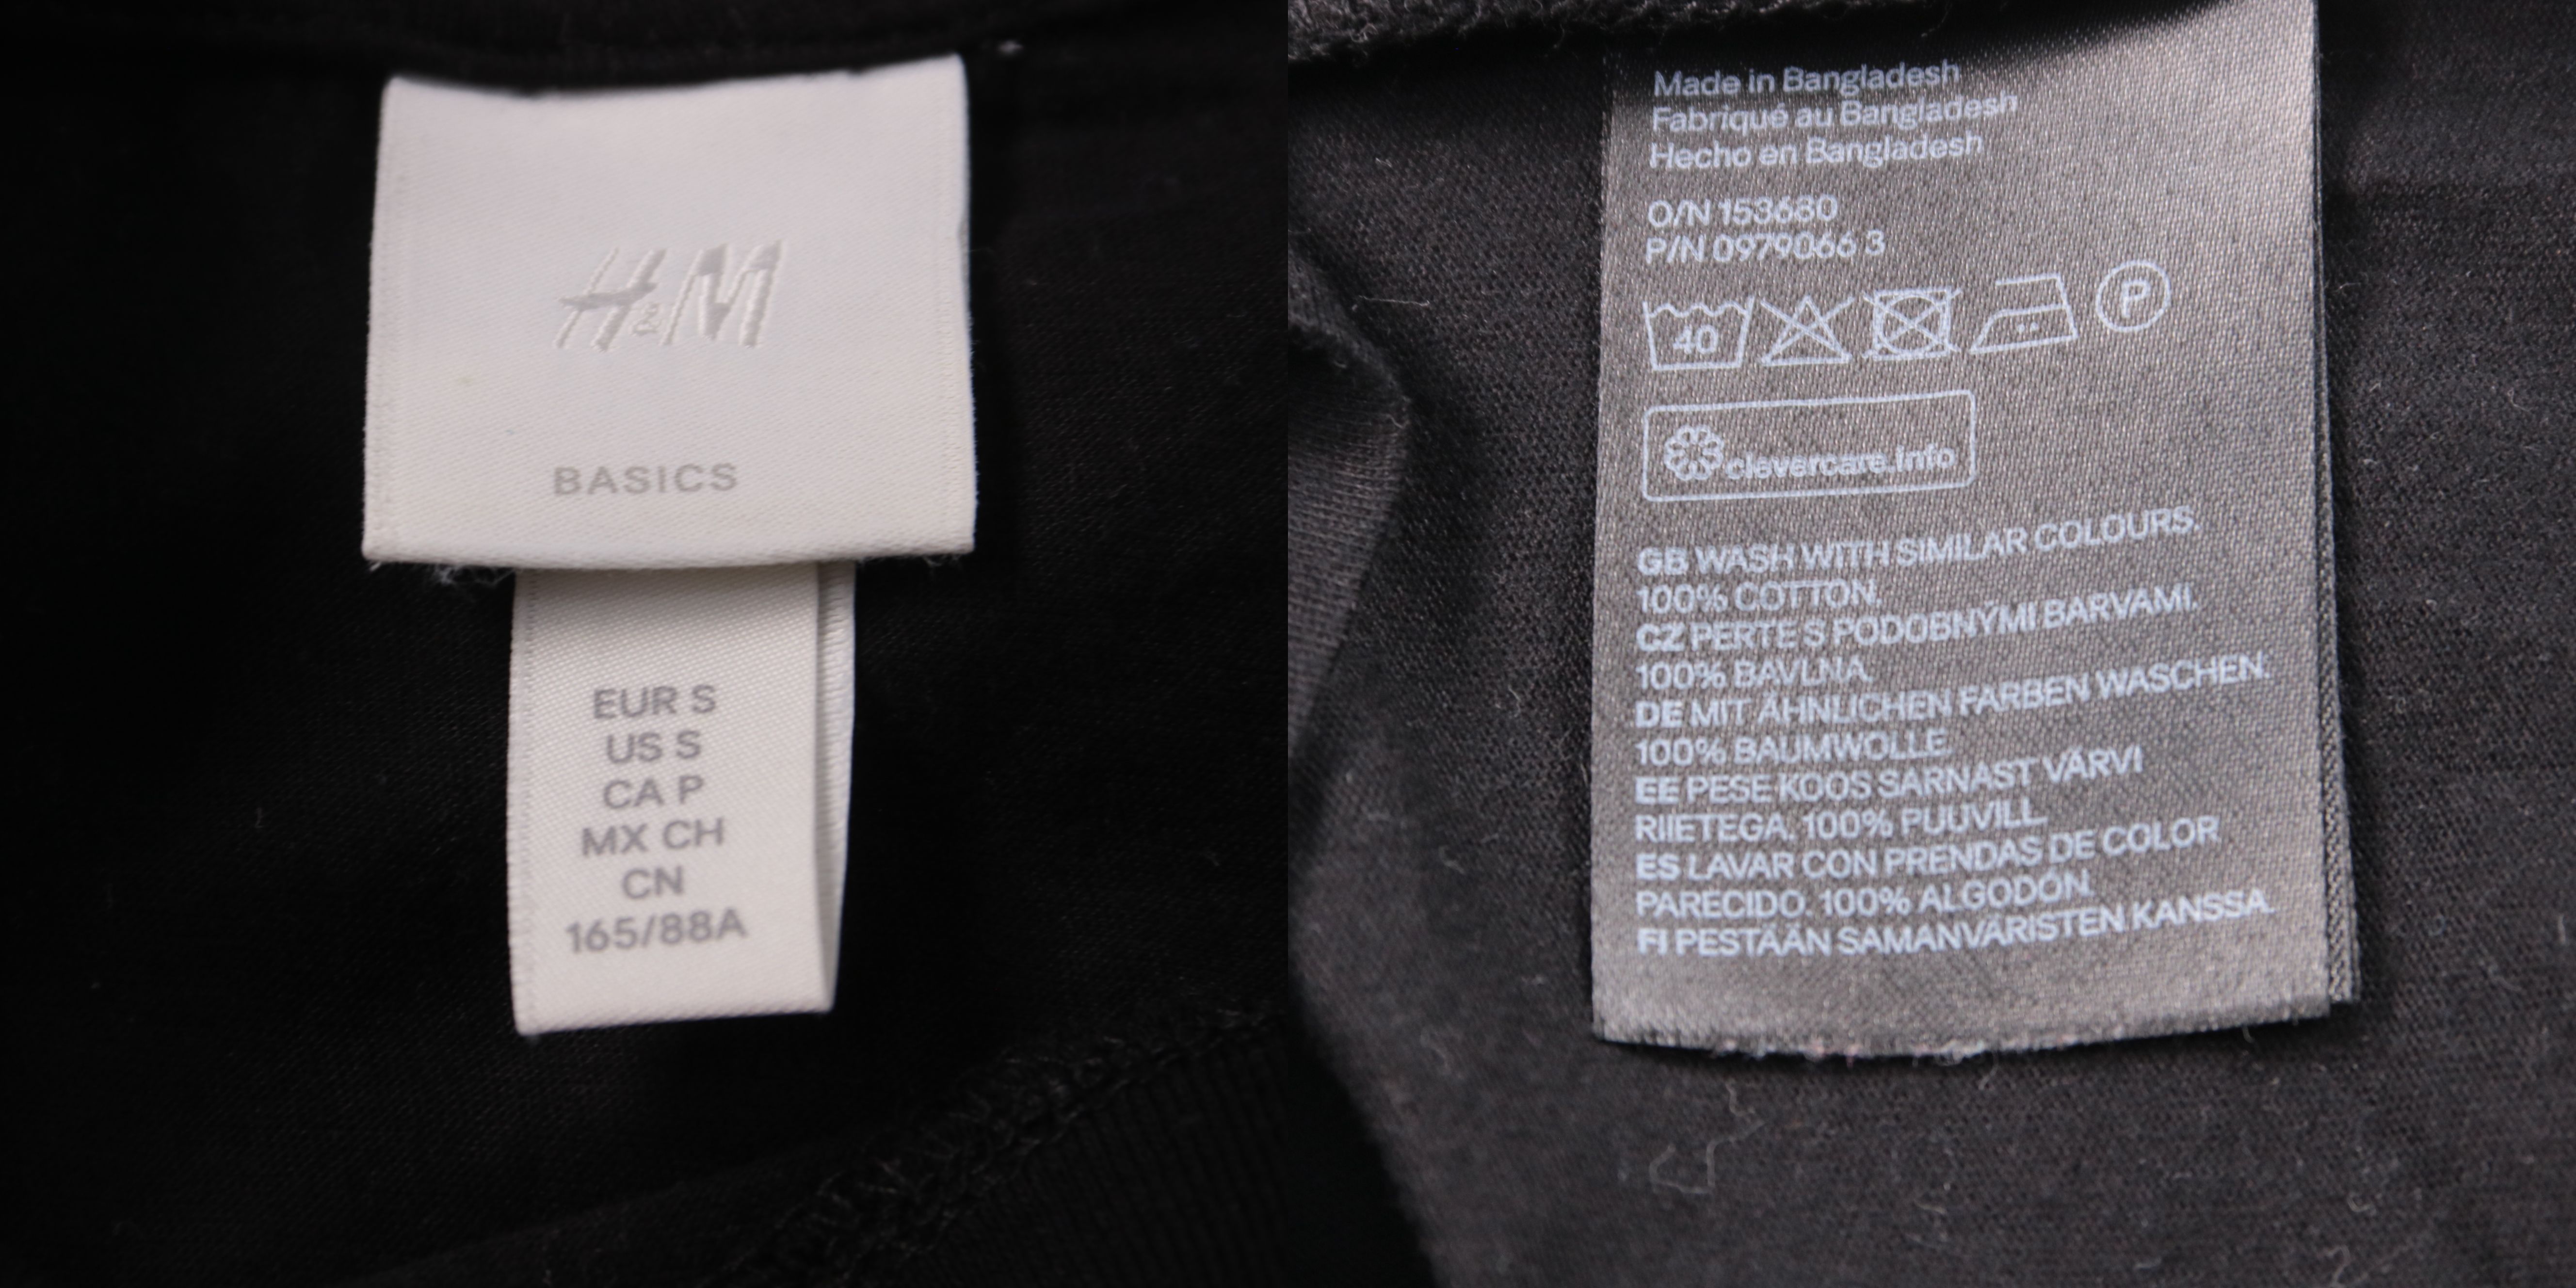 H&M
BASICS
EUR S
US S
CA P
MX CH
CN
165/88A
Made in Bangladesh
Fabriqué au Bangladesh
Hecho en Bangladesh
O/N 153680
P/N 0979066 3
40
P
clevercare.info
GB WASH WITH SIMILAR COLOURS.
100% COTTON.
CZ PERTE S PODOBNÝMI BARVAMI.
100% BAVLNA.
DE MIT ÄHNLICHEN FARBEN WASCHEN.
100% BAUMWOLLE.
EE PESE KOOS SARNAST VÄRVI
RIIETEGA. 100% PUUVILL.
ES LAVAR CON PRENDAS DE COLOR
PARECIDO. 100% ALGODÓN.
FI PESTÄÄN SAMANVÄRISTEN KANSSA.